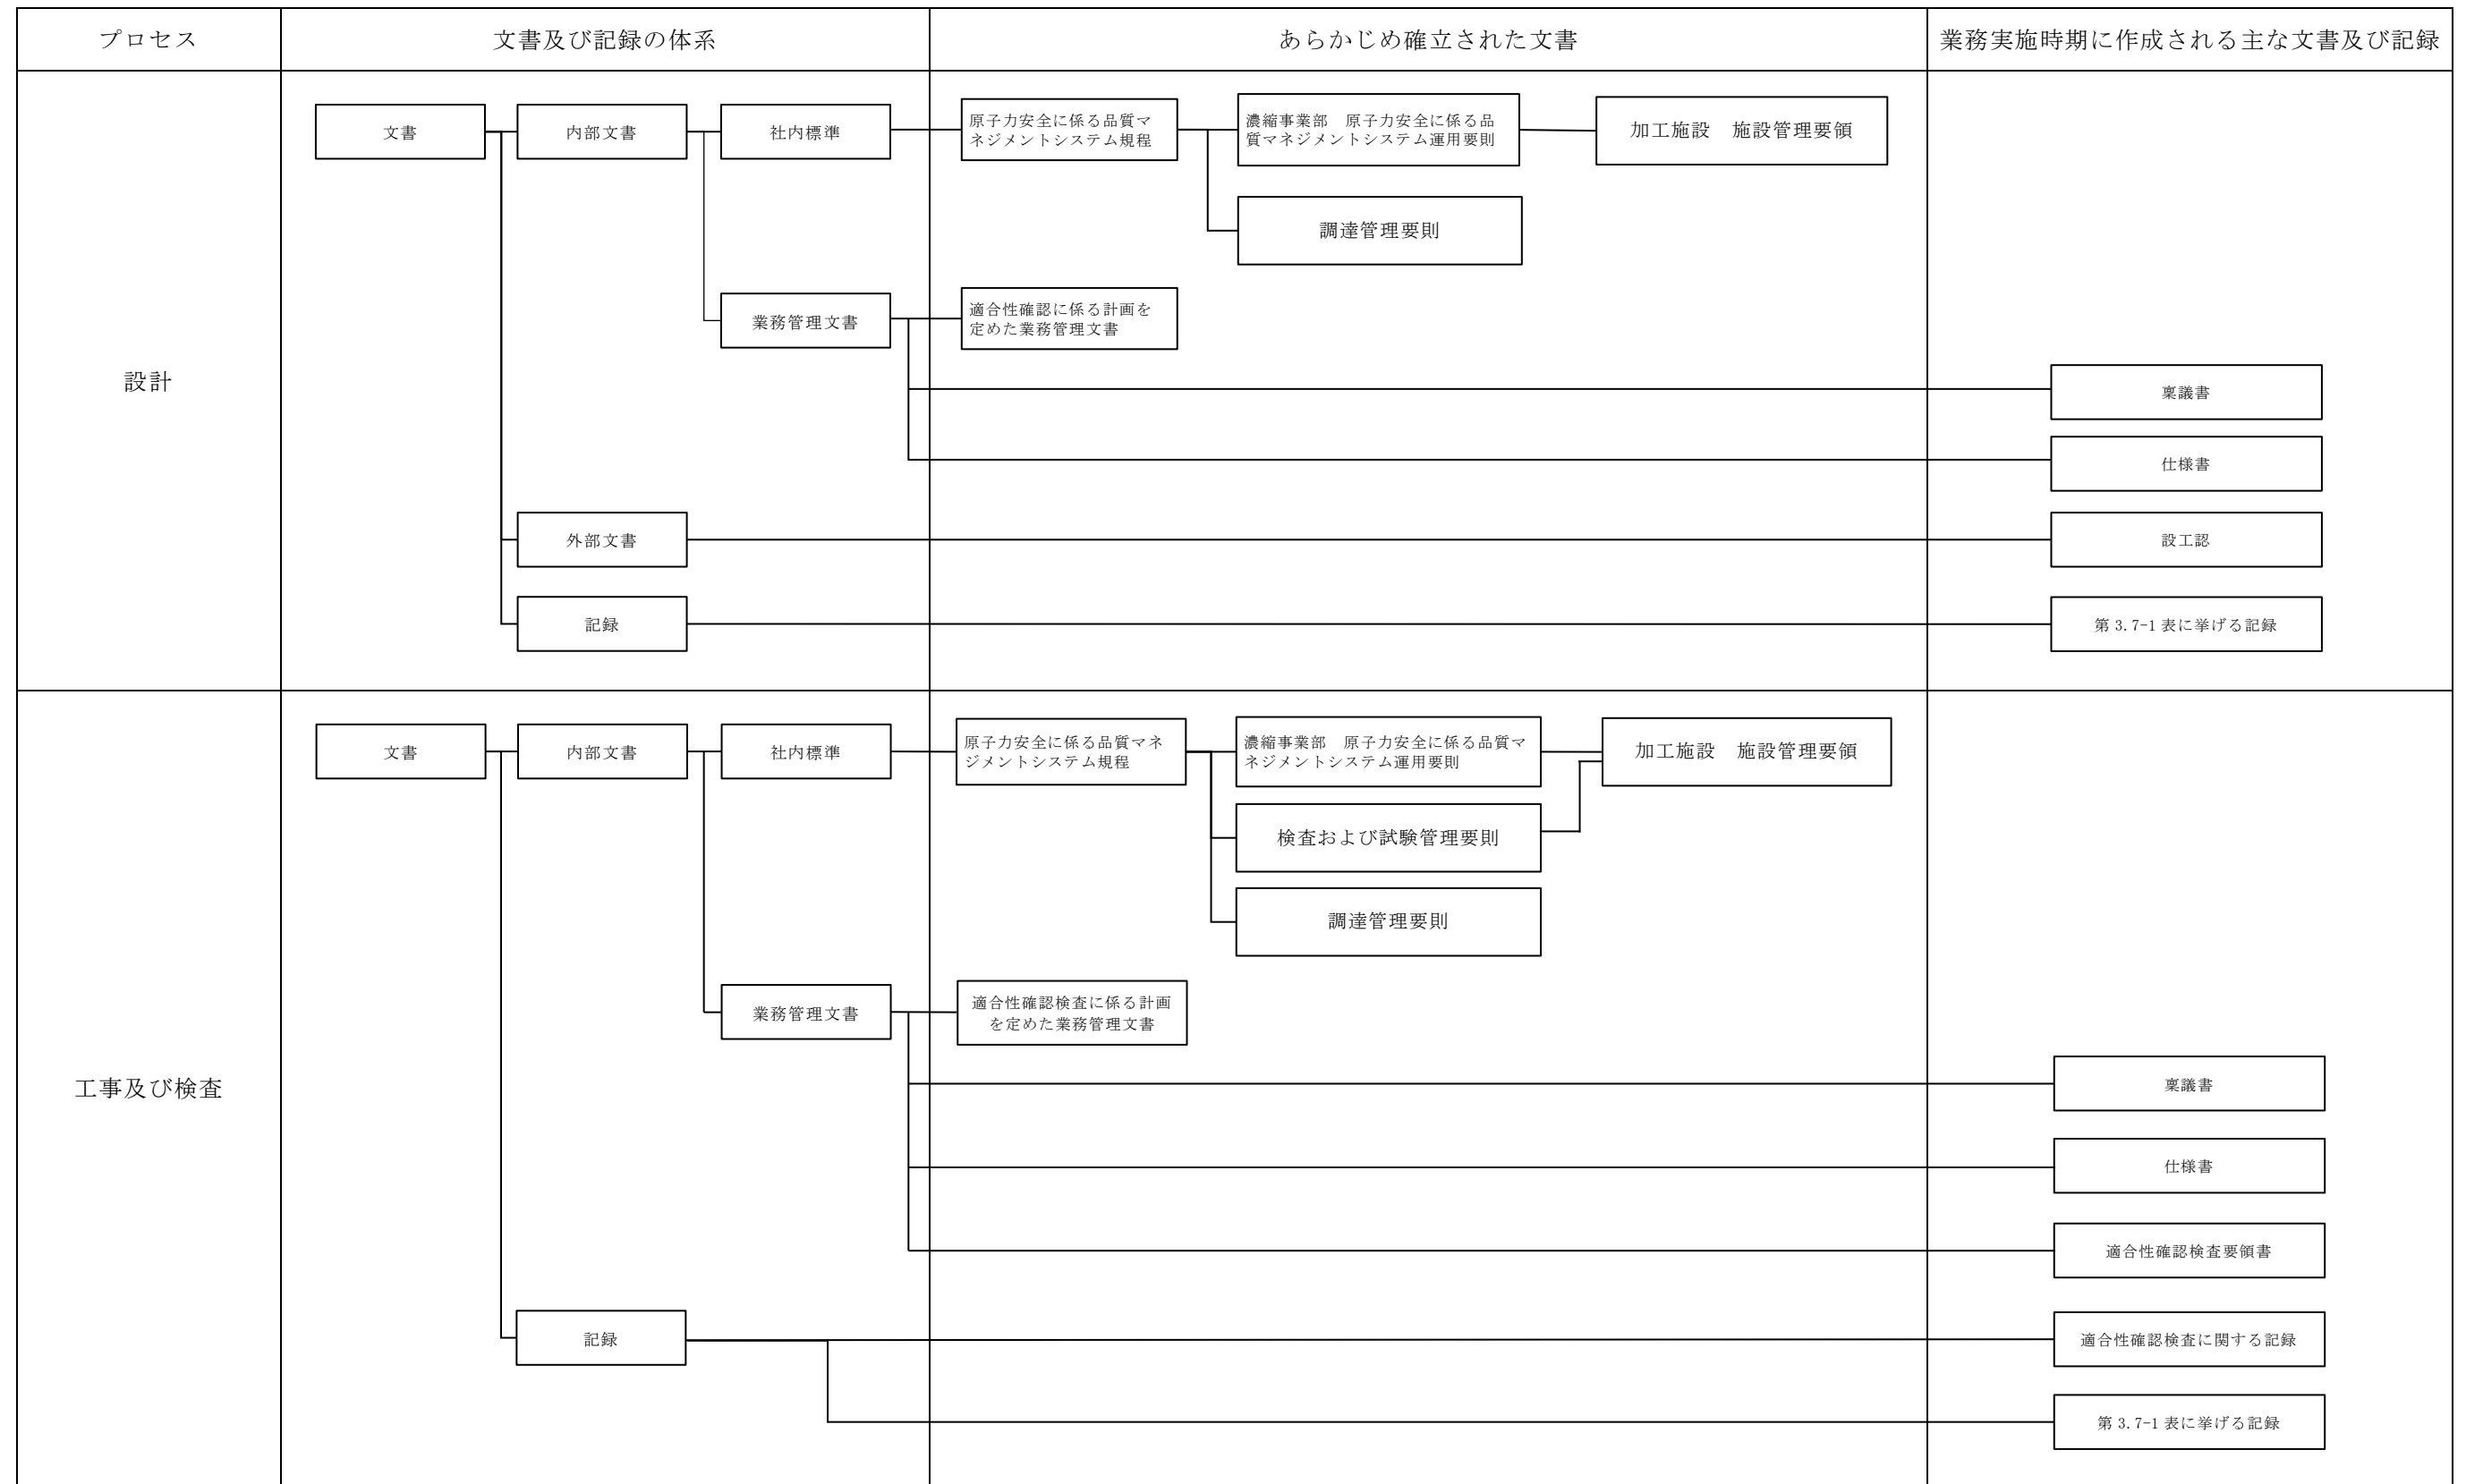 プロセス
文書及び記録の体系
あらかじめ確立された文書
業務実施時期に作成される主な文書及び記録
設計
文書
内部文書
社内標準
原子力安全に係る品質マ
ネジメントシステム規程
濃縮事業部　原子力安全に係る品
質マネジメントシステム運用要則
加工施設　施設管理要領
調達管理要則
業務管理文書
適合性確認に係る計画を
定めた業務管理文書
稟議書
仕様書
外部文書
設工認
記録
第 3.7-1 表に挙げる記録
工事及び検査
文書
内部文書
社内標準
原子力安全に係る品質マネ
ジメントシステム規程
濃縮事業部　原子力安全に係る品質マ
ネジメントシステム運用要則
加工施設　施設管理要領
検査および試験管理要則
調達管理要則
業務管理文書
適合性確認検査に係る計画
を定めた業務管理文書
稟議書
仕様書
適合性確認検査要領書
記録
適合性確認検査に関する記録
第 3.7-1 表に挙げる記録